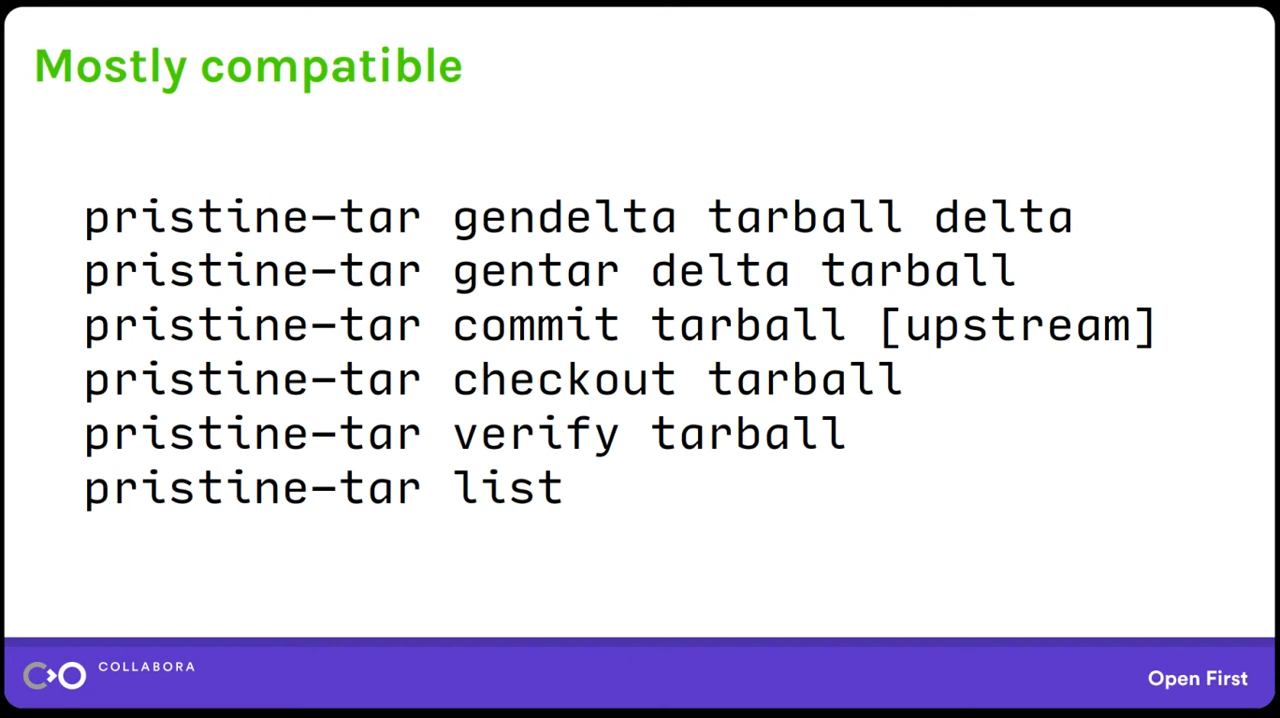 Mostly compatible
pristine-tar gendelta tarball delta
pristine-tar gentar delta tarball
pristine-tar commit tarball [upstream]
pristine-tar checkout tarball
pristine-tar verify tarball
pristine-tar list
COLLABORA
Open First